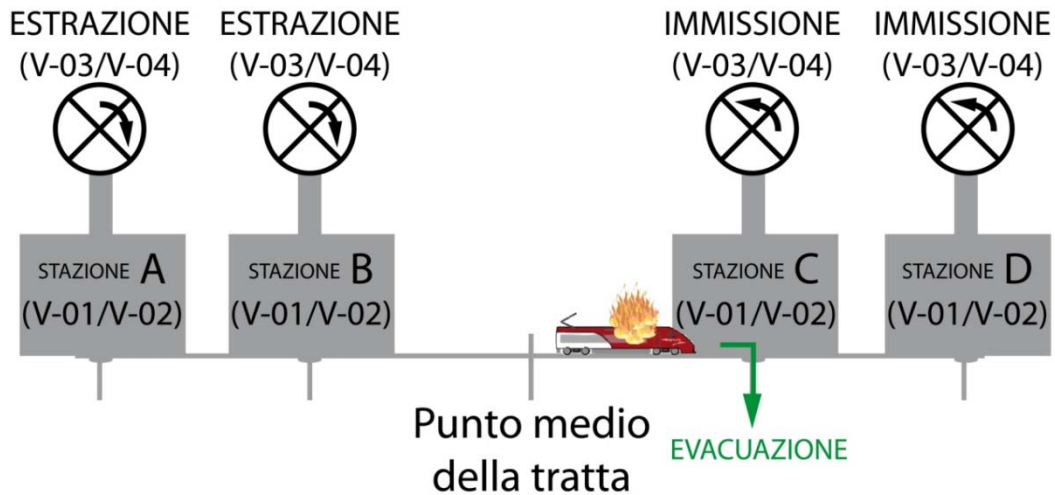 ESTRAZIONE
(V-03/V-04)
ESTRAZIONE
(V-03/V-04)
IMMISSIONE
(V-03/V-04)
IMMISSIONE
(V-03/V-04)
STAZIONE A
(V-01/V-02)
STAZIONE B
(V-01/V-02)
STAZIONE C
(V-01/V-02)
STAZIONE D
(V-01/V-02)
Punto medio
della tratta
EVACUAZIONE